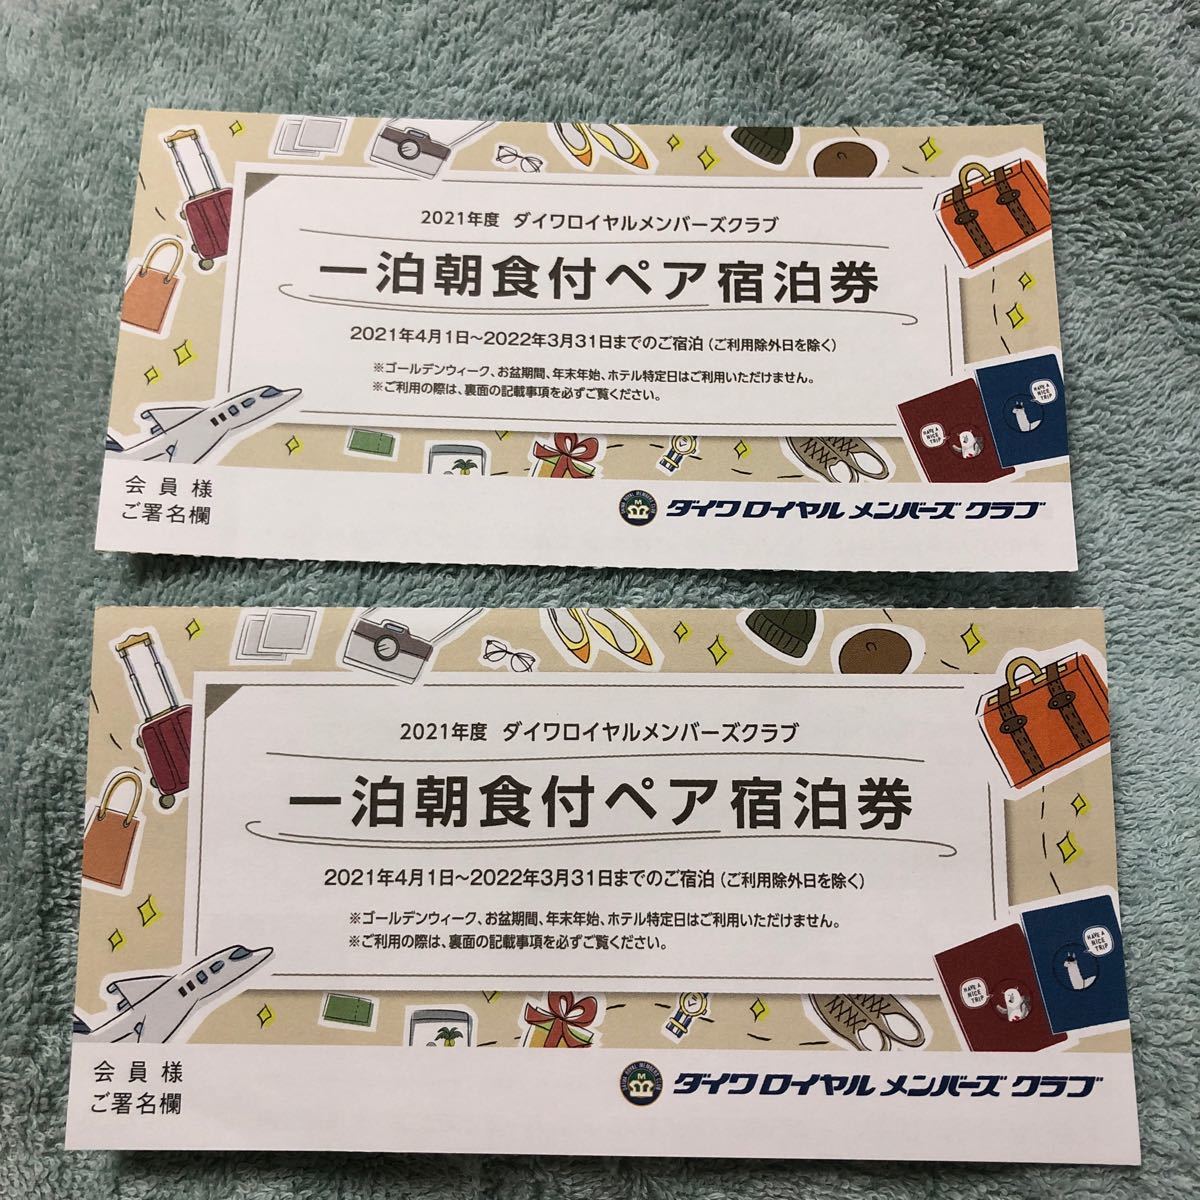 2021年度 ダイワロイヤルメンバーズクラブ
一泊朝食付ペア宿泊券
2021年4月1日～2022年3月31日までのご宿泊（ご利用除外日を除く）
※ゴールデンウィーク、お盆期間、年末年始、ホテル特定日はご利用いただけません。
※ご利用の際は、裏面の記載事項を必ずご覧ください。
HAVE A
NICE
TRIP
HAVE A
NICE
TRIP
会員様
ご署名欄
M
ダイワロイヤル メンバーズ クラブ
2021年度 ダイワロイヤルメンバーズクラブ
一泊朝食付ペア宿泊券
2021年4月1日～2022年3月31日までのご宿泊（ご利用除外日を除く）
※ゴールデンウィーク、お盆期間、年末年始、ホテル特定日はご利用いただけません。
※ご利用の際は、裏面の記載事項を必ずご覧ください。
HAVE A
NICE
TRIP
HAVE A
NICE
TRIP
会員様
ご署名欄
M
ダイワロイヤル メンバーズ クラブ